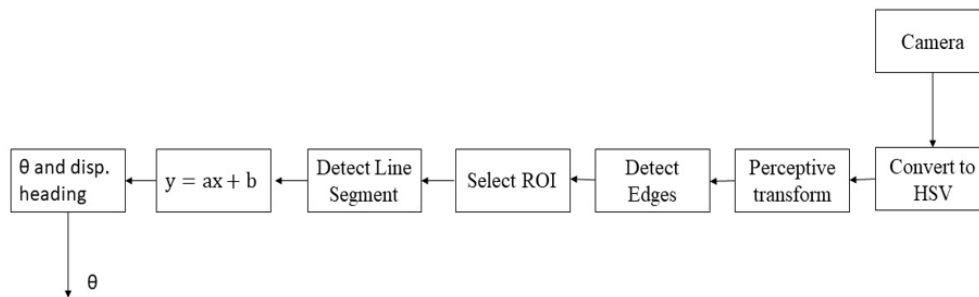 Camera
θ and disp.
heading
y = ax + b
Detect Line
Segment
Select ROI
Detect
Edges
Perceptive
transform
Convert to
HSV
θ